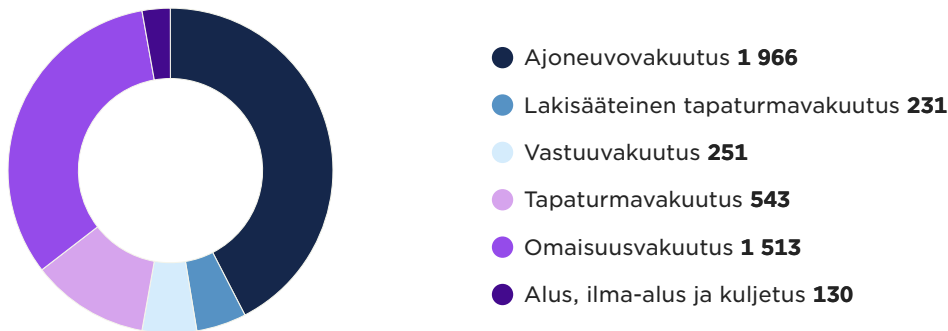 Ajoneuvovakuutus 1 966
Lakisääteinen tapaturmavakuutus 231
Vastuuvakuutus 251
Tapaturmavakuutus 543
Omaisuusvakuutus 1 513
Alus, ilma-alus ja kuljetus 130